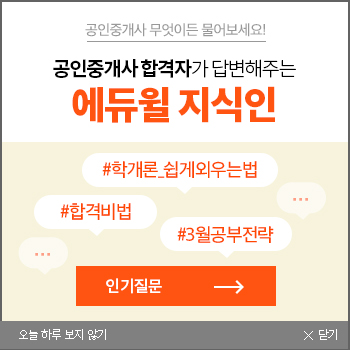 공인중개사 무엇이든 물어보세요!
공인중개사 합격자가 답변해주는
에듀윌 지식인
#학개론_쉽게외우는법
...
#합격비법
#3월공부전략
...
인기질문 →
오늘 하루 보지 않기 × 닫기